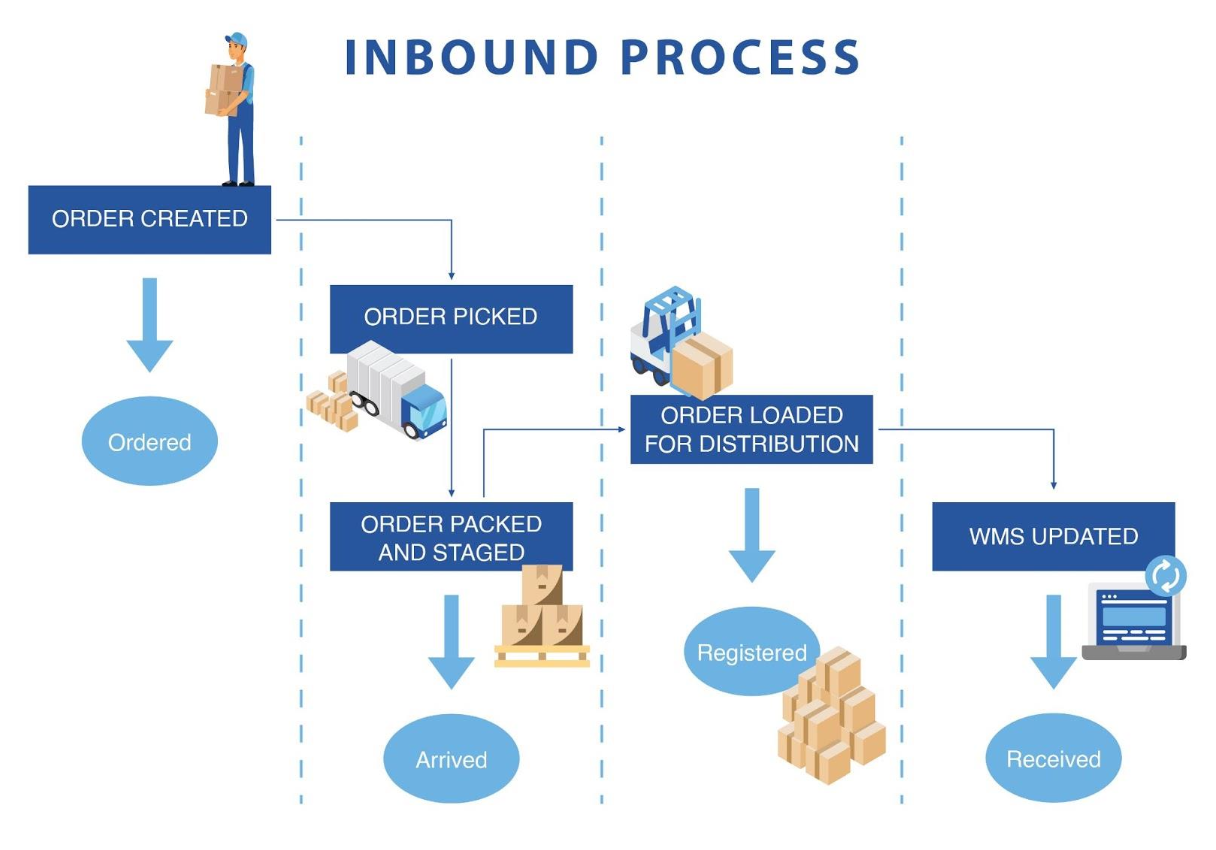 INBOUND PROCESS
ORDER CREATED
Ordered
ORDER PICKED
ORDER PACKED
AND STAGED
Arrived
ORDER LOADED
FOR DISTRIBUTION
Registered
WMS UPDATED
Received